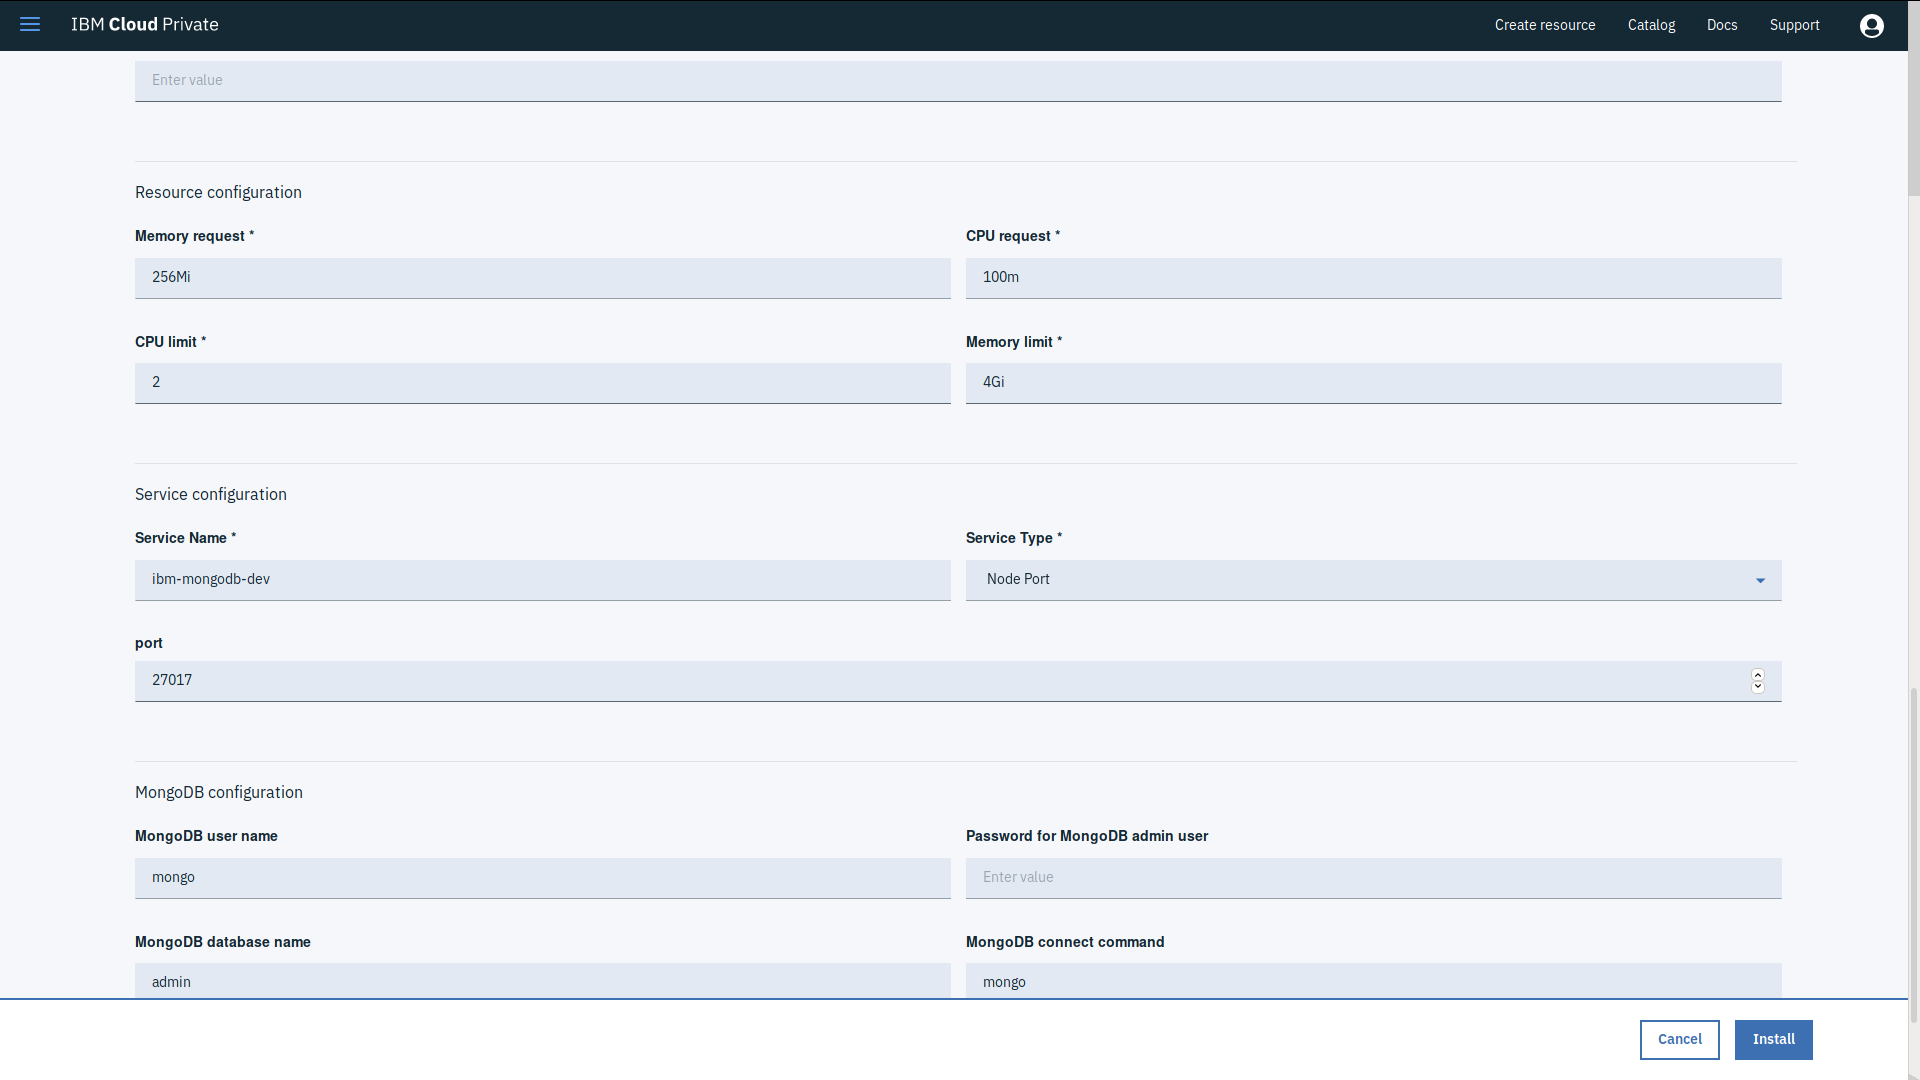 IBM Cloud Private
Create resource Catalog Docs Support
Enter value
Resource configuration
Memory request * CPU request *
256Mi 100m
CPU limit * Memory limit *
2 4Gi
Service configuration
Service Name * Service Type *
ibm-mongodb-dev Node Port
port
27017
MongoDB configuration
MongoDB user name Password for MongoDB admin user
mongo Enter value
MongoDB database name MongoDB connect command
admin mongo
Cancel Install